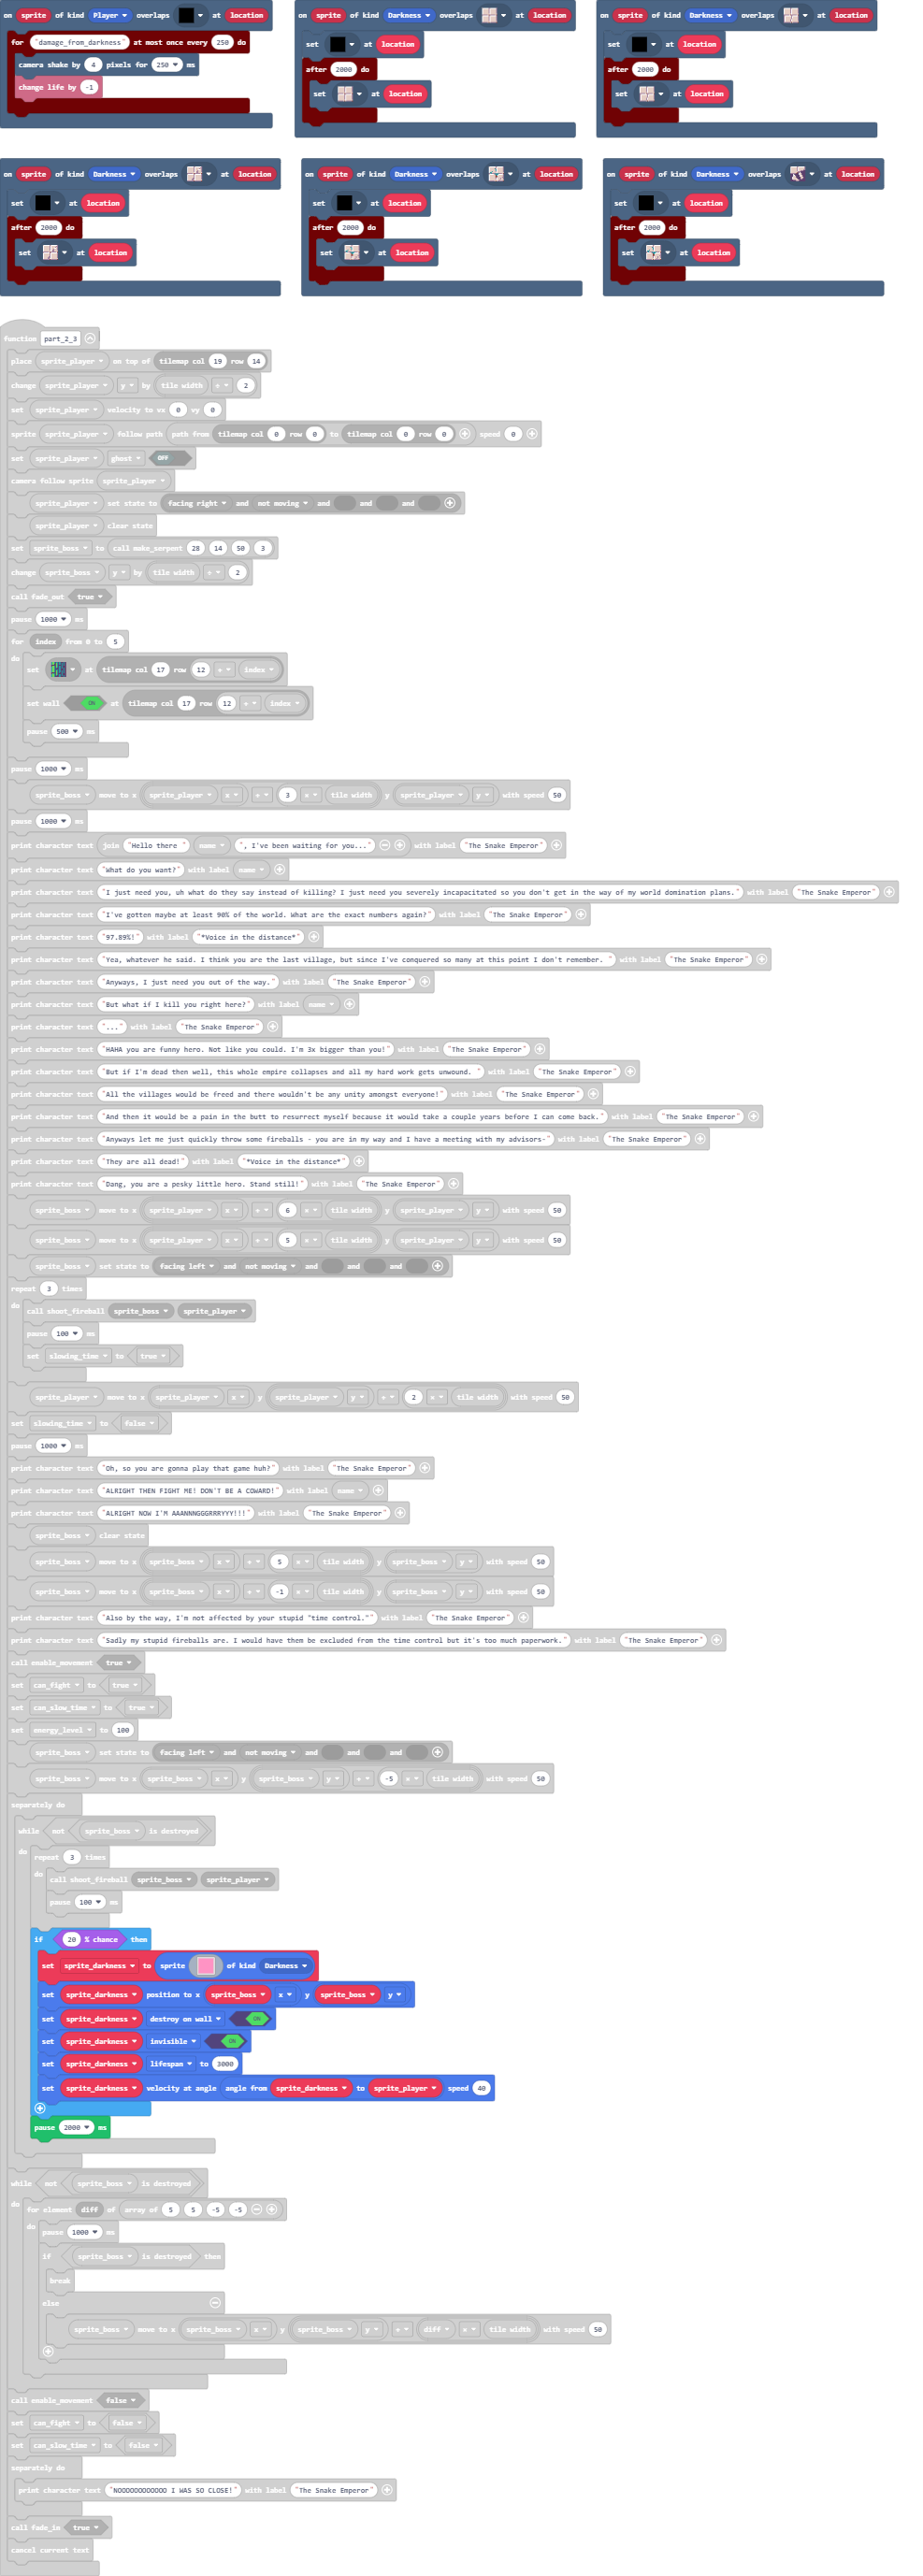 on sprite of kind Player overlaps at location
for "damage_from_darkness" at most once every 250 do
camera shake by 4 pixels for 250 ms
change life by -1
on sprite of kind Darkness overlaps at location
set at location
after 2000 do
set at location
on sprite of kind Darkness overlaps at location
set at location
after 2000 do
set at location
on sprite of kind Darkness overlaps at location
set at location
after 2000 do
set at location
on sprite of kind Darkness overlaps at location
set at location
after 2000 do
set at location
on sprite of kind Darkness overlaps at location
set at location
after 2000 do
set at location
function part_2_3
place sprite_player on top of tilemap col 19 row 14
change sprite_player y by tile width ÷ 2
set sprite_player velocity to vx 0 vy 0
sprite sprite_player follow path path from tilemap col 0 row 0 to tilemap col 0 row 0 speed 0
set sprite_player ghost OFF
camera follow sprite sprite_player
sprite_player set state to facing right and not moving and and and
sprite_player clear state
set sprite_boss to call make_serpent 28 14 50 3
change sprite_boss y by tile width ÷ 2
call fade_out true
pause 1000 ms
for index from 0 to 5
do
set at tilemap col 17 row 12 + index
set wall ON at tilemap col 17 row 12 + index
pause 500 ms
pause 1000 ms
sprite_boss move to x sprite_player x + 3 × tile width y sprite_player y with speed 50
pause 1000 ms
print character text join "Hello there " name ", I've been waiting for you..." with label "The Snake Emperor"
print character text "What do you want?" with label name
print character text "I just need you, uh what do they say instead of killing? I just need you severely incapacitated so you don't get in the way of my world domination plans." with label "The Snake Emperor"
print character text "I've gotten maybe at least 90% of the world. What are the exact numbers again?" with label "The Snake Emperor"
print character text "97.89%!" with label "*Voice in the distance*"
print character text "Yea, whatever he said. I think you are the last village, but since I've conquered so many at this point I don't remember. " with label "The Snake Emperor"
print character text "Anyways, I just need you out of the way." with label "The Snake Emperor"
print character text "But what if I kill you right here?" with label name
print character text "..." with label "The Snake Emperor"
print character text "HAHA you are funny hero. Not like you could. I'm 3x bigger than you!" with label "The Snake Emperor"
print character text "But if I'm dead then well, this whole empire collapses and all my hard work gets unwound. " with label "The Snake Emperor"
print character text "All the villages would be freed and there wouldn't be any unity amongst everyone!" with label "The Snake Emperor"
print character text "And then it would be a pain in the butt to resurrect myself because it would take a couple years before I can come back." with label "The Snake Emperor"
print character text "Anyways let me just quickly throw some fireballs - you are in my way and I have a meeting with my advisors-" with label "The Snake Emperor"
print character text "They are all dead!" with label "*Voice in the distance*"
print character text "Dang, you are a pesky little hero. Stand still!" with label "The Snake Emperor"
sprite_boss move to x sprite_player x + 6 × tile width y sprite_player y with speed 50
sprite_boss move to x sprite_player x + 5 × tile width y sprite_player y with speed 50
sprite_boss set state to facing left and not moving and and and
repeat 3 times
do
call shoot_fireball sprite_boss sprite_player
pause 100 ms
set slowing_time to true
sprite_player move to x sprite_player x y sprite_player y + 2 × tile width with speed 50
set slowing_time to false
pause 1000 ms
print character text "Oh, so you are gonna play that game huh?" with label "The Snake Emperor"
print character text "ALRIGHT THEN FIGHT ME! DON'T BE A COWARD!" with label name
print character text "ALRIGHT NOW I'M AAANNNGGGRRRYYY!!!" with label "The Snake Emperor"
sprite_boss clear state
sprite_boss move to x sprite_boss x + 5 × tile width y sprite_boss y with speed 50
sprite_boss move to x sprite_boss x + -1 × tile width y sprite_boss y with speed 50
print character text "Also by the way, I'm not affected by your stupid "time control."" with label "The Snake Emperor"
print character text "Sadly my stupid fireballs are. I would have them be excluded from the time control but it's too much paperwork." with label "The Snake Emperor"
call enable_movement true
set can_fight to true
set can_slow_time to true
set energy_level to 100
sprite_boss set state to facing left and not moving and and and
sprite_boss move to x sprite_boss x y sprite_boss y + -5 × tile width with speed 50
separately do
while not sprite_boss is destroyed
do
repeat 3 times
do
call shoot_fireball sprite_boss sprite_player
pause 100 ms
if 20 % chance then
set sprite_darkness to sprite of kind Darkness
set sprite_darkness position to x sprite_boss x y sprite_boss y
set sprite_darkness destroy on wall ON
set sprite_darkness invisible ON
set sprite_darkness lifespan to 3000
set sprite_darkness velocity at angle angle from sprite_darkness to sprite_player speed 40
pause 2000 ms
while not sprite_boss is destroyed
do
for element diff of array of 5 5 -5 -5
do
pause 1000 ms
if sprite_boss is destroyed then
break
else
sprite_boss move to x sprite_boss x y sprite_boss y + diff × tile width with speed 50
call enable_movement false
set can_fight to false
set can_slow_time to false
separately do
print character text "NOOOOOOOOOOOO I WAS SO CLOSE!" with label "The Snake Emperor"
call fade_in true
cancel current text